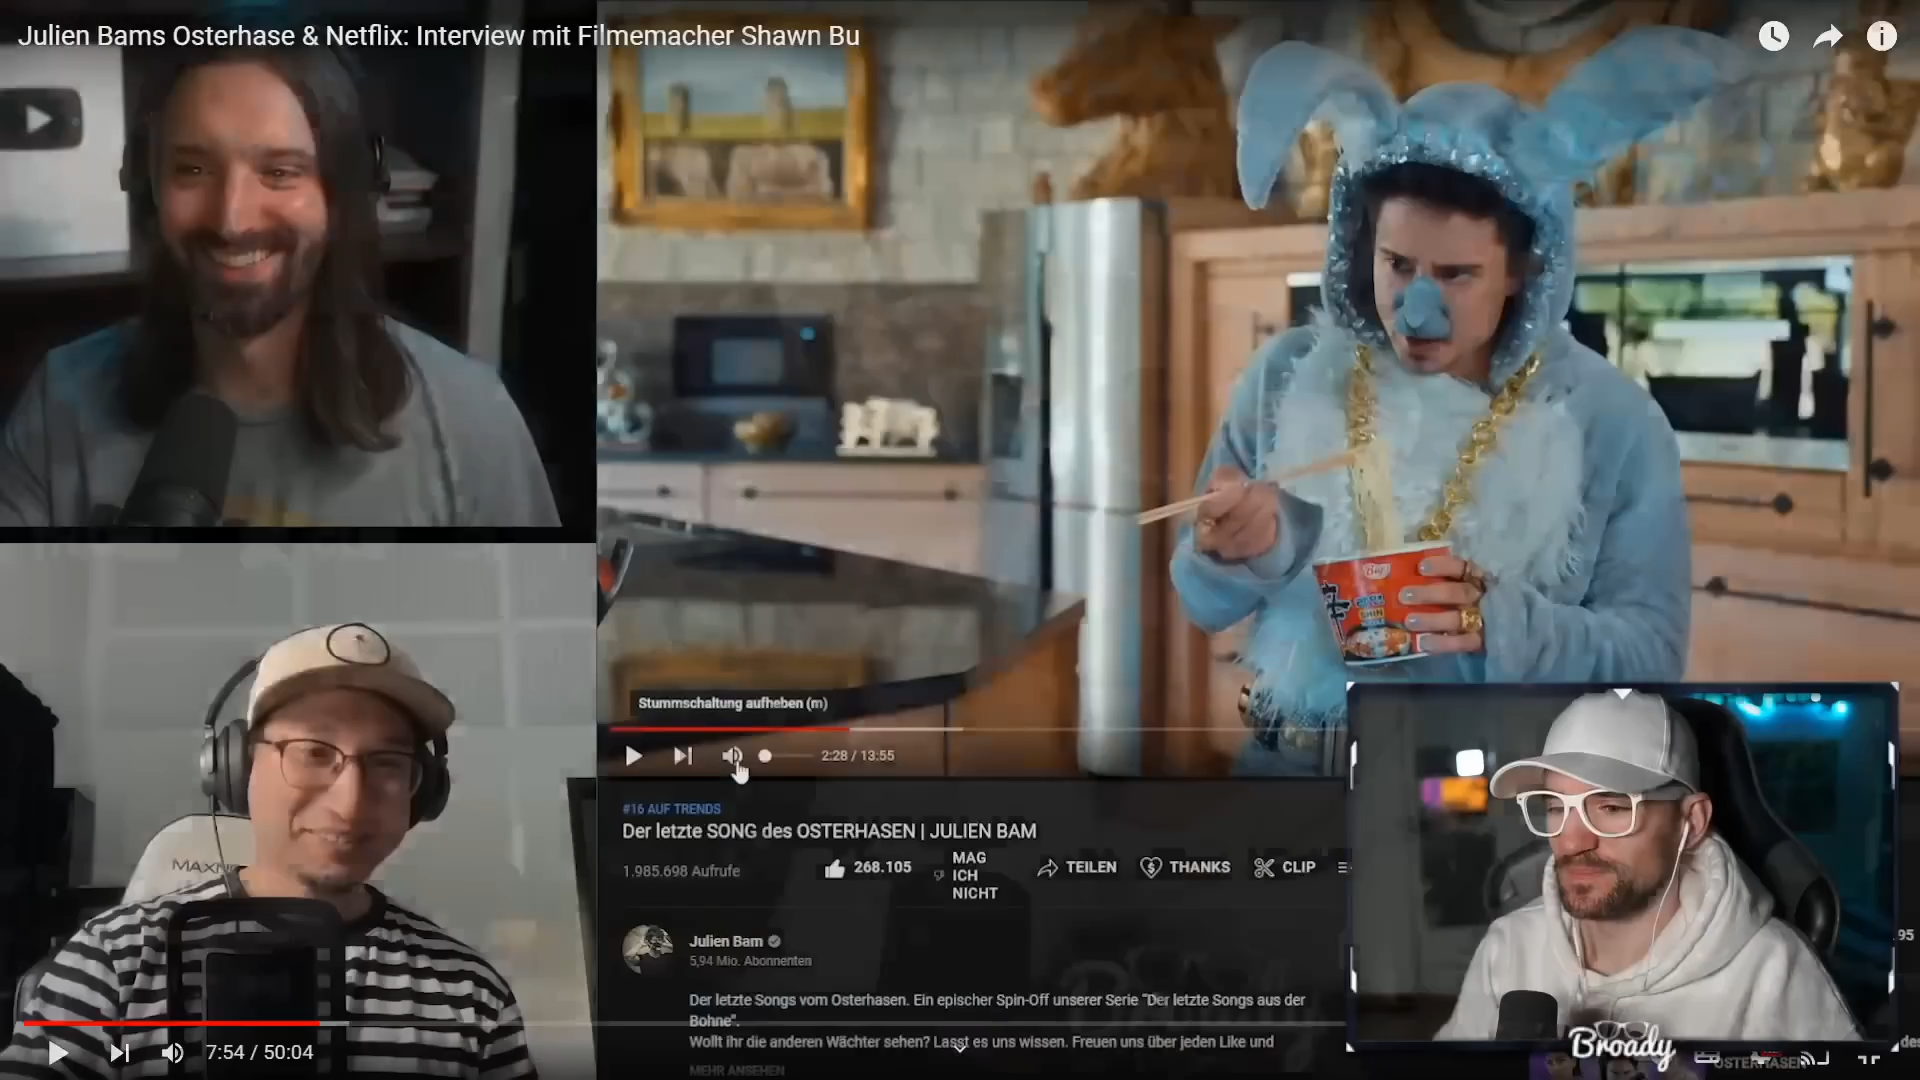 Julien Bams Osterhase & Netflix: Interview mit Filmemacher Shawn Bu
Big
SHIN
Stummschaltung aufheben (m)
2:28 / 13:55
#16 AUF TRENDS
Der letzte SONG des OSTERHASEN | JULIEN BAM
1.985.698 Aufrufe
268.105
MAG ICH NICHT
TEILEN
THANKS
CLIP
Julien Bam
5,94 Mio. Abonnenten
Der letzte Songs vom Osterhasen. Ein epischer Spin-Off unserer Serie "Der letzte Songs aus der
Bohne".
Wollt ihr die anderen Wächter sehen? Lasst es uns wissen. Freuen uns über jeden Like und
MEHR ANSEHEN
MAXN
7:54 / 50:04
Broady
OSTERHASEN
95